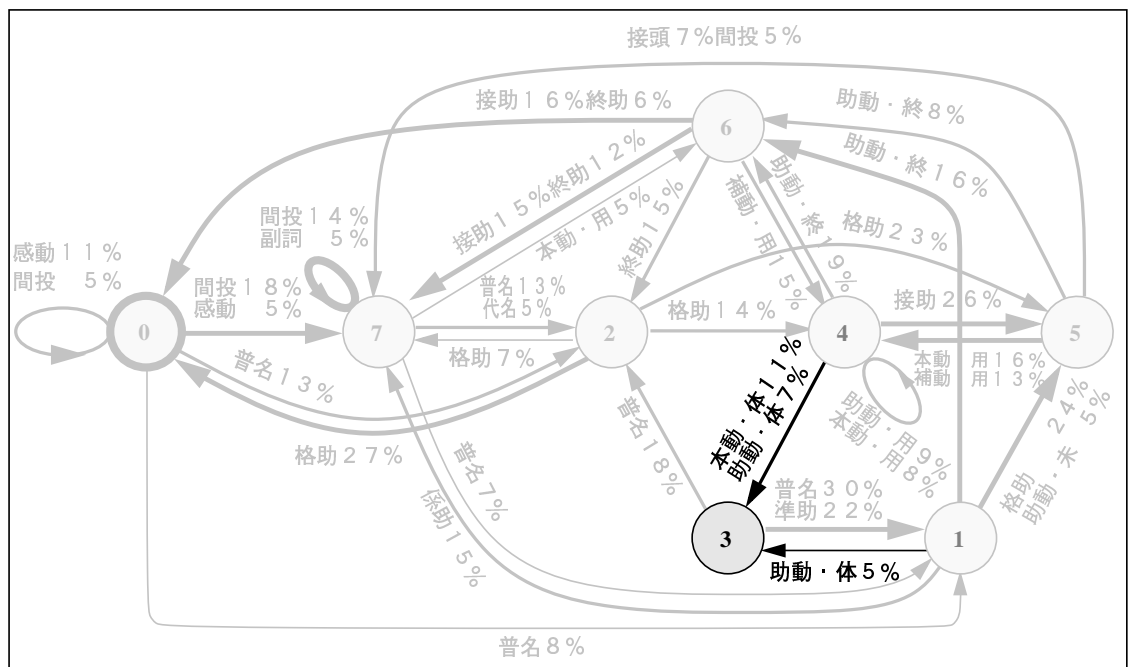 接頭７%間投５%
接助１６%終助６%
助動・終８%
6
助動・終１６%
接助１５%終助１２%
本動・用５%
終助１５%
補動・用１５%
助動・終１９%
格助２３%
間投１４%
副詞　５%
感動１１%
間投　５%
間投１８%
感動　５%
普名１３%
代名５%
格助１４%
接助２６%
0
7
2
4
5
格助７%
普名１３%
本動　用１６%
補動　用１３%
格助２７%
本動・体１１%
助動・体７%
助動・用９%
本動・用８%
普名１８%
格助　２４%
助動・未　５%
普名７%
係助１５%
普名３０%
準助２２%
3
1
助動・体５%
普名８%